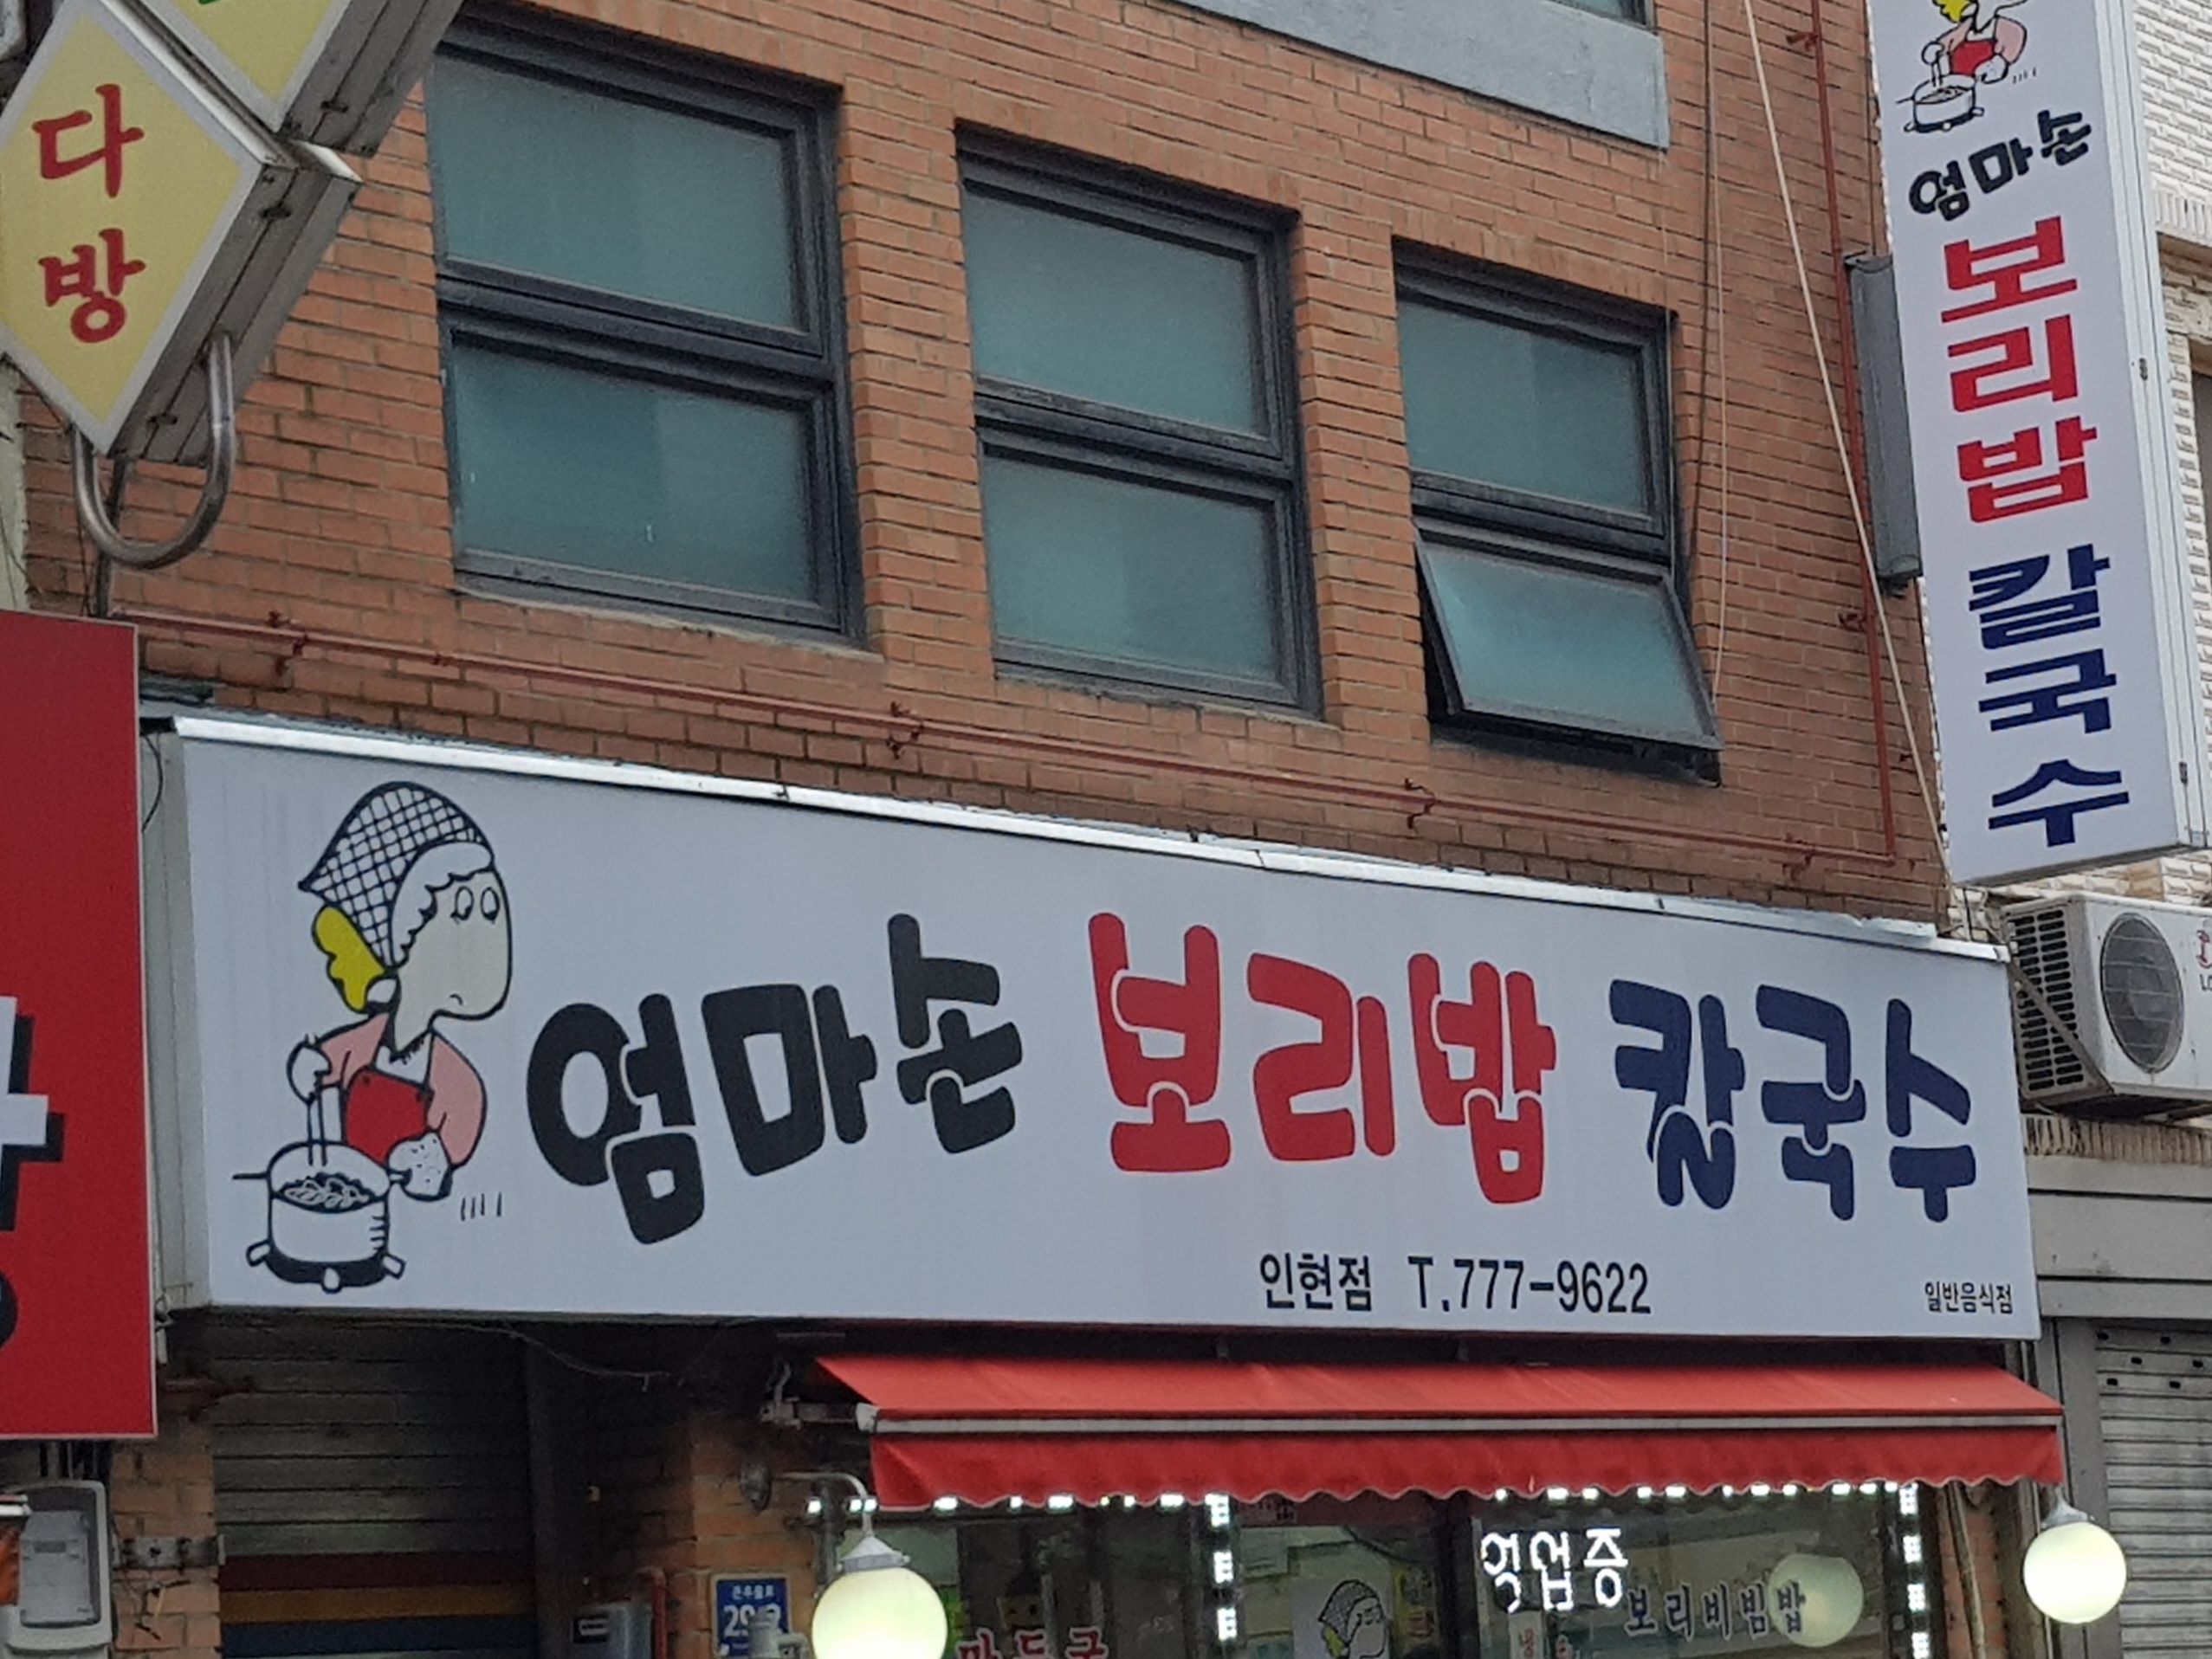 다
방
엄마손
보
리
밥
칼
국
수
엄마손 보리밥 칼국수
인현점 T.777-9622
일반음식점
영업중
보리비빔밥